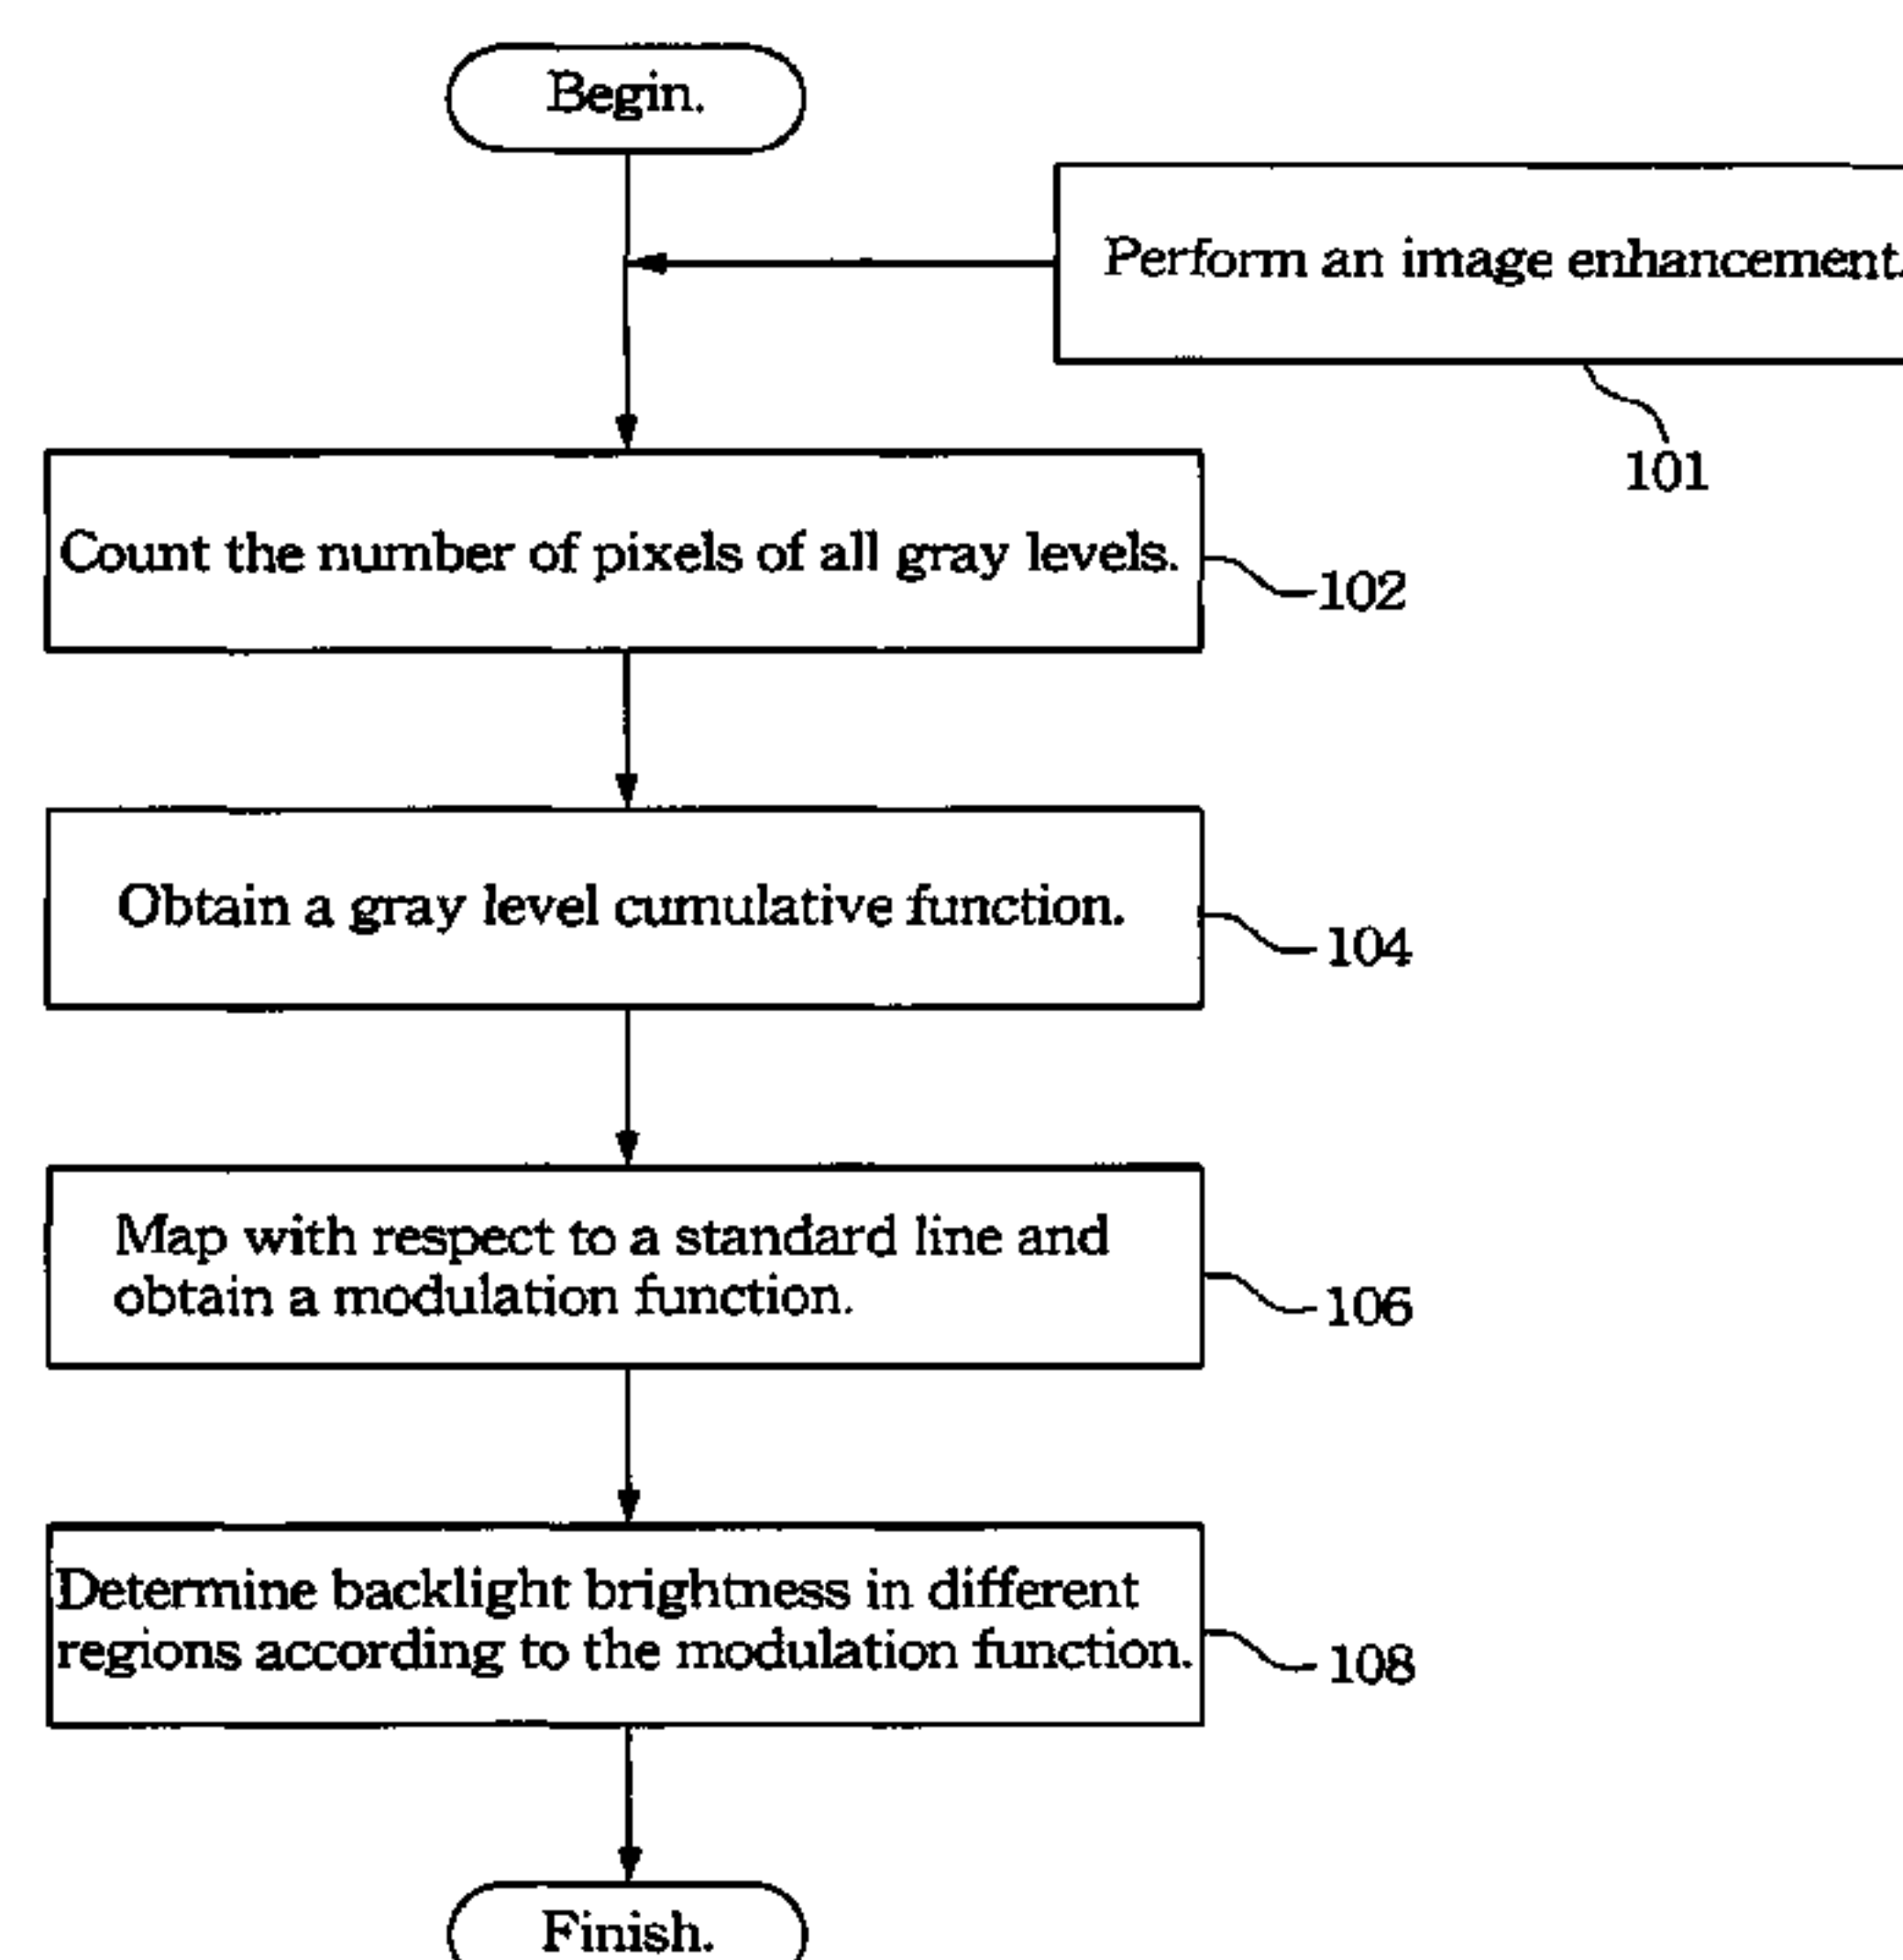 Begin.
Perform an image enhancement.
101
Count the number of pixels of all gray levels.
102
Obtain a gray level cumulative function.
104
Map with respect to a standard line and
obtain a modulation function.
106
Determine backlight brightness in different
regions according to the modulation function.
108
Finish.